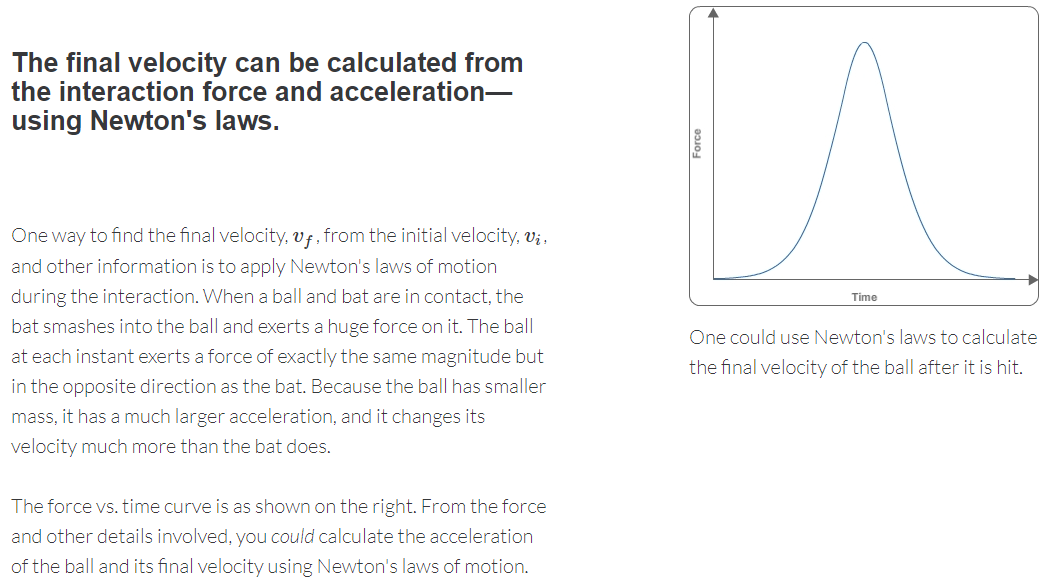 The final velocity can be calculated from
the interaction force and acceleration—
using Newton's laws.
One way to find the final velocity, v_f, from the initial velocity, v_i,
and other information is to apply Newton's laws of motion
during the interaction. When a ball and bat are in contact, the
bat smashes into the ball and exerts a huge force on it. The ball
at each instant exerts a force of exactly the same magnitude but
in the opposite direction as the bat. Because the ball has smaller
mass, it has a much larger acceleration, and it changes its
velocity much more than the bat does.
The force vs. time curve is as shown on the right. From the force
and other details involved, you could calculate the acceleration
of the ball and its final velocity using Newton's laws of motion.
Force
Time
One could use Newton's laws to calculate
the final velocity of the ball after it is hit.